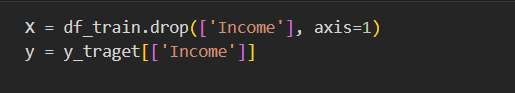 X = df_train.drop(['Income'], axis=1)
y = y_traget[['Income']]